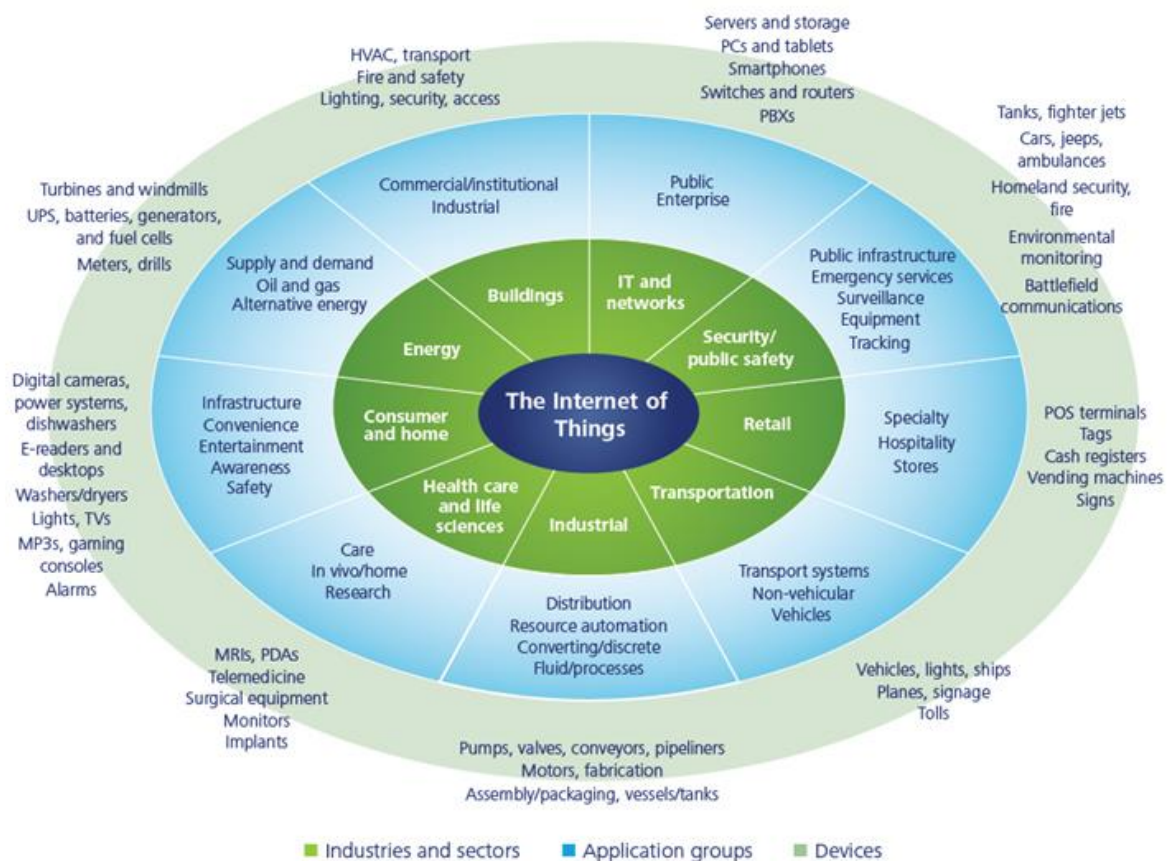 Servers and storage
PCs and tablets
Smartphones
Switches and routers
PBXs
HVAC, transport
Fire and safety
Lighting, security, access
Tanks, fighter jets
Cars, jeeps,
ambulances
Homeland security,
fire
Environmental
monitoring
Battlefield
communications
Turbines and windmills
UPS, batteries, generators,
and fuel cells
Meters, drills
Commercial/institutional
Industrial
Public
Enterprise
Supply and demand
Oil and gas
Alternative energy
Public infrastructure
Emergency services
Surveillance
Equipment
Tracking
Buildings
IT and
networks
Energy
Security/
public safety
Consumer
and home
The Internet of
Things
Retail
Health care
and life
sciences
Industrial
Transportation
Infrastructure
Convenience
Entertainment
Awareness
Safety
Specialty
Hospitality
Stores
Digital cameras,
power systems,
dishwashers
E-readers and
desktops
Washers/dryers
Lights, TVs
MP3s, gaming
consoles
Alarms
POS terminals
Tags
Cash registers
Vending machines
Signs
Care
In vivo/home
Research
Distribution
Resource automation
Converting/discrete
Fluid/processes
Transport systems
Non-vehicular
Vehicles
MRIs, PDAs
Telemedicine
Surgical equipment
Monitors
Implants
Pumps, valves, conveyors, pipeliners
Motors, fabrication
Assembly/packaging, vessels/tanks
Vehicles, lights, ships
Planes, signage
Tolls
Industries and sectors
Application groups
Devices